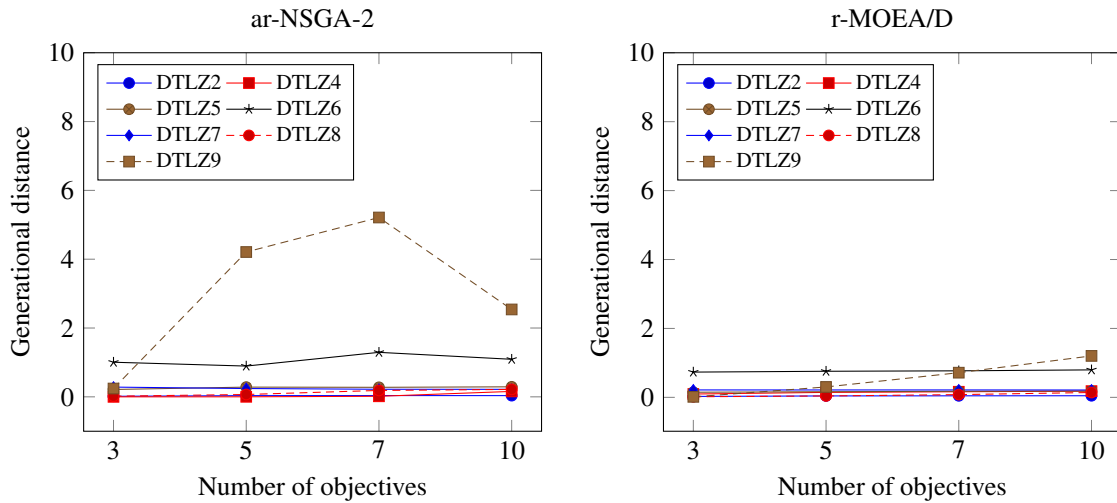 ar-NSGA-2
10
8
6
4
2
0
3 5 7 10
Generational distance
Number of objectives
DTLZ2 DTLZ4
DTLZ5 DTLZ6
DTLZ7 DTLZ8
DTLZ9
r-MOEA/D
10
8
6
4
2
0
3 5 7 10
Generational distance
Number of objectives
DTLZ2 DTLZ4
DTLZ5 DTLZ6
DTLZ7 DTLZ8
DTLZ9